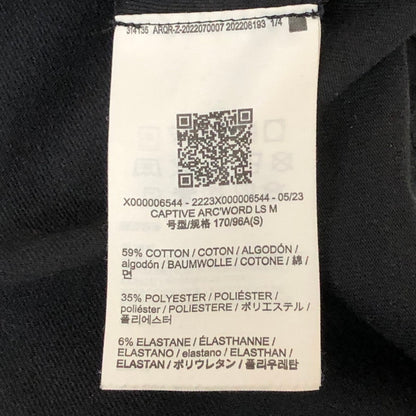 314136 ARQR-Z-2022070007 202206193 1/4
X000006544 - 2223X000006544 - 05/23
CAPTIVE ARC'WORD LS M
号型/规格 170/96A(S)
59% COTTON / COTON / ALGODÓN /
algodón / BAUMWOLLE / COTONE / 綿 /
면
35% POLYESTER / POLIÉSTER /
poliéster / POLIESTERE / ポリエステル /
폴리에스터
6% ELASTANE / ÉLASTHANNE /
ELASTANO / elastano / ELASTHAN /
ELASTAN / ポリウレタン / 폴리우레탄